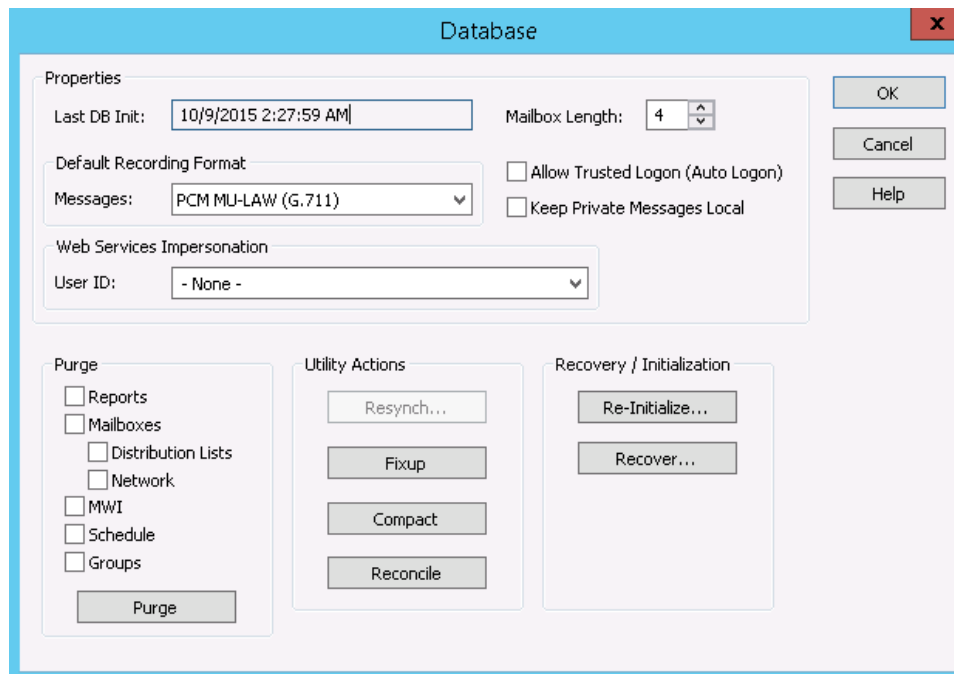 Database
x
Properties
Last DB Init: 10/9/2015 2:27:59 AM
Mailbox Length: 4
OK
Cancel
Help
Default Recording Format
Messages: PCM MU-LAW (G.711)
Allow Trusted Logon (Auto Logon)
Keep Private Messages Local
Web Services Impersonation
User ID: - None -
Purge
Reports
Mailboxes
Distribution Lists
Network
MWI
Schedule
Groups
Purge
Utility Actions
Resynch...
Fixup
Compact
Reconcile
Recovery / Initialization
Re-Initialize...
Recover...